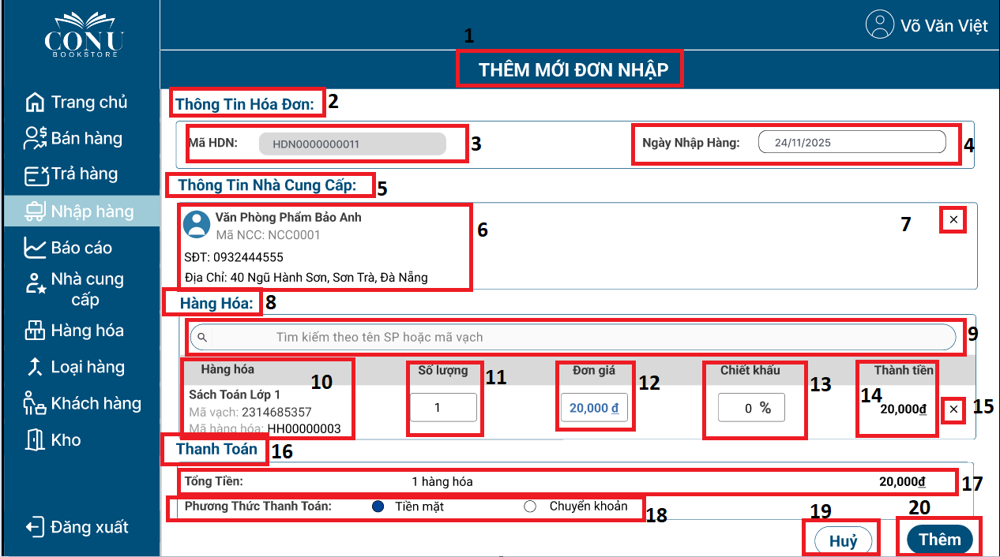 CONU
BOOKSTORE
Võ Văn Việt
1
THÊM MỚI ĐƠN NHẬP
Trang chủ
Bán hàng
Trả hàng
Nhập hàng
Báo cáo
Nhà cung
cấp
Hàng hóa
Loại hàng
Khách hàng
Kho
Đăng xuất
Thông Tin Hóa Đơn: 2
Mã HDN: HDN0000000011 3 Ngày Nhập Hàng: 24/11/2025 4
Thông Tin Nhà Cung Cấp: 5
Văn Phòng Phẩm Bảo Anh 7
Mã NCC: NCC0001 6
SĐT: 0932444555
Địa Chỉ: 40 Ngũ Hành Sơn, Sơn Trà, Đà Nẵng
Hàng Hóa: 8
Tìm kiếm theo tên SP hoặc mã vạch 9
Hàng hóa 10 Số lượng 11 Đơn giá 12 Chiết khấu 13 Thành tiền 14
Sách Toán Lớp 1 1 20,000 đ 0 % 20,000đ 15
Mã vạch: 2314685357
Mã hàng hóa: HH00000003
Thanh Toán 16
Tổng Tiền: 1 hàng hóa 20,000đ 17
Phương Thức Thanh Toán: Tiền mặt Chuyển khoản 18
19 20
Huỷ Thêm